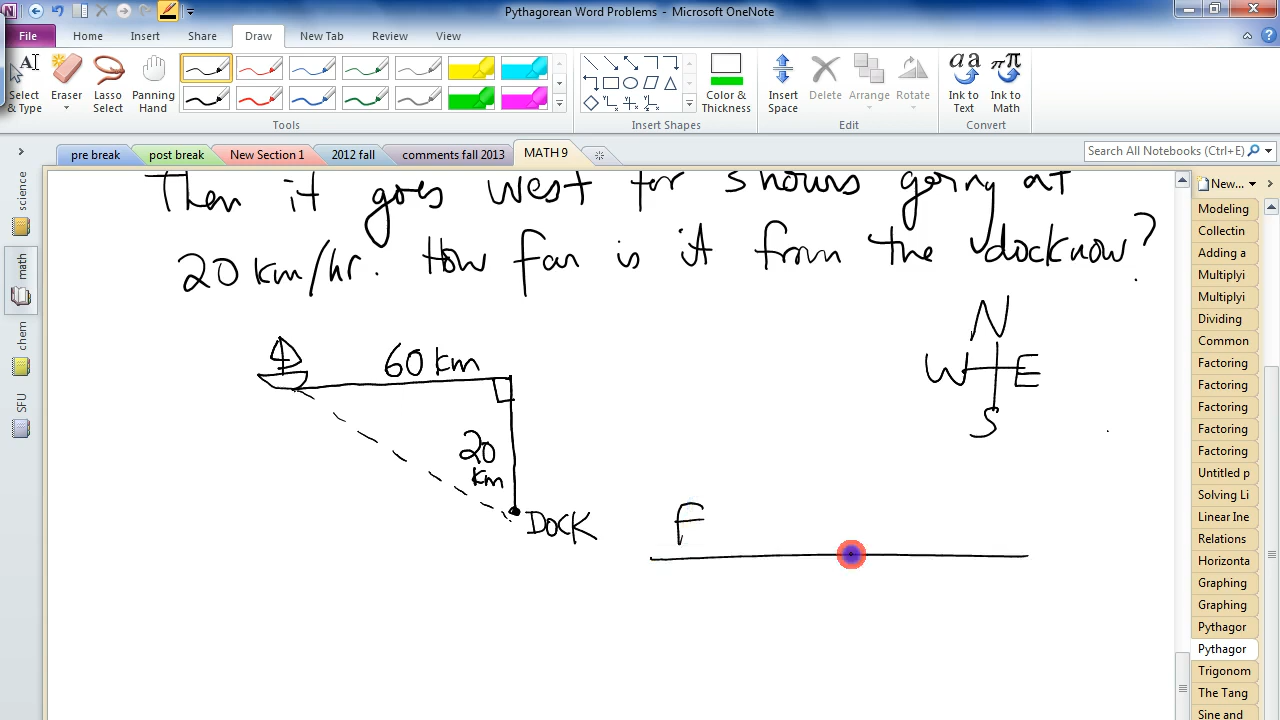 Pythagorean Word Problems - Microsoft OneNote
File Home Insert Share Draw New Tab Review View
Select & Type
Eraser
Lasso Select
Panning Hand
Color & Thickness
Insert Space
Delete
Arrange
Rotate
Ink to Text
Ink to Math
Tools Insert Shapes Edit Convert
pre break post break New Section 1 2012 fall comments fall 2013 MATH 9
Search All Notebooks (Ctrl+E)
science
math
chem
SFU
Then it goes west for 3 hours going at
20 km/hr. How far is it from the dock now?
60 km
20 km
DOCK
N
W E
S
F
New...
Modeling
Collectin
Adding a
Multiplyi
Multiplyi
Dividing
Common
Factoring
Factoring
Factoring
Factoring
Factoring
Untitled p
Solving Li
Linear Ine
Relations
Horizonta
Graphing
Graphing
Pythagor
Pythagor
Trigonom
The Tang
Sine and